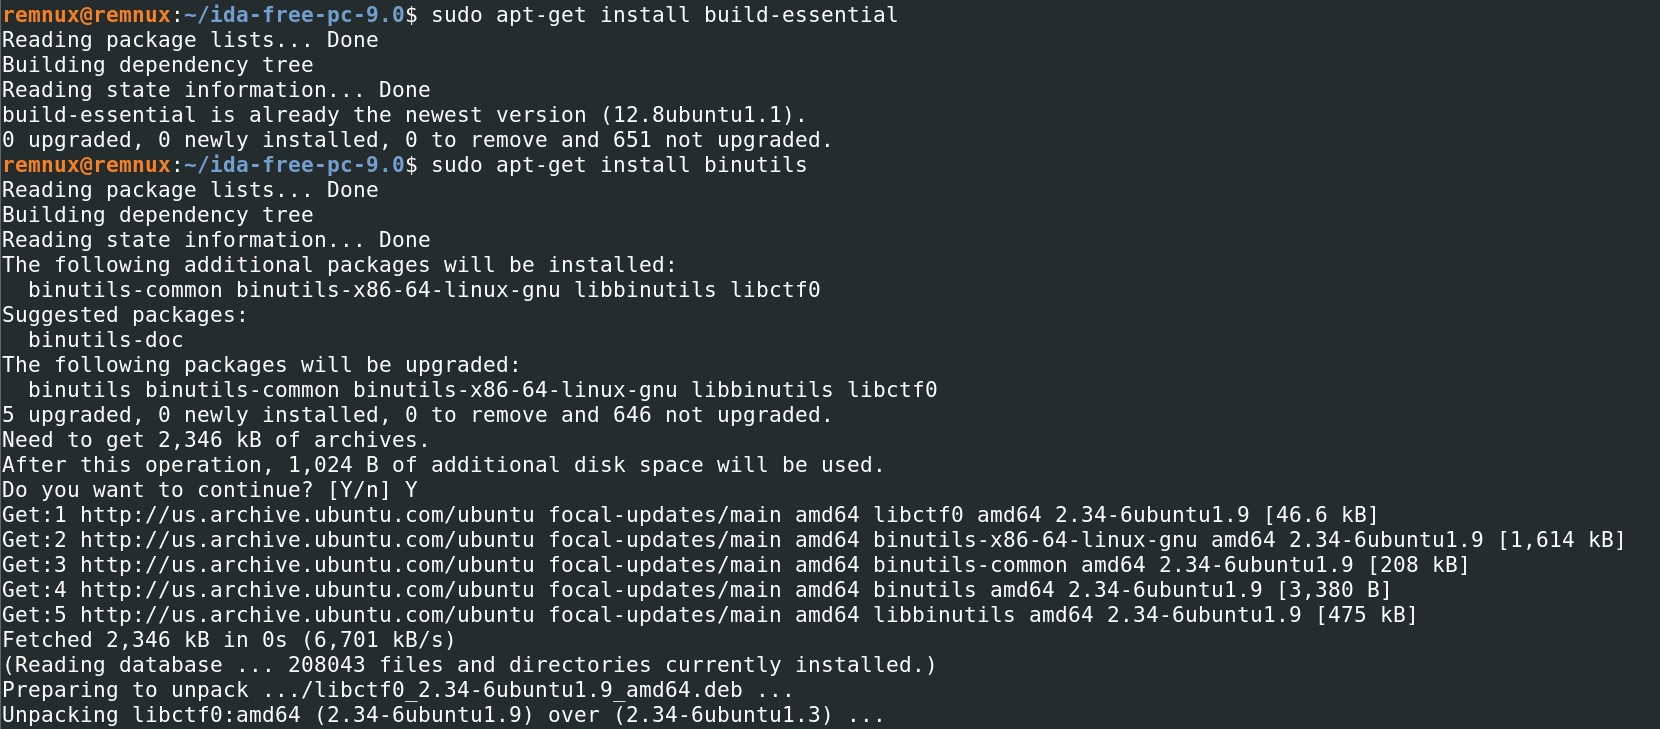 remnux@remnux:~/ida-free-pc-9.0$ sudo apt-get install build-essential
Reading package lists... Done
Building dependency tree
Reading state information... Done
build-essential is already the newest version (12.8ubuntu1.1).
0 upgraded, 0 newly installed, 0 to remove and 651 not upgraded.
remnux@remnux:~/ida-free-pc-9.0$ sudo apt-get install binutils
Reading package lists... Done
Building dependency tree
Reading state information... Done
The following additional packages will be installed:
  binutils-common binutils-x86-64-linux-gnu libbinutils libctf0
Suggested packages:
  binutils-doc
The following packages will be upgraded:
  binutils binutils-common binutils-x86-64-linux-gnu libbinutils libctf0
5 upgraded, 0 newly installed, 0 to remove and 646 not upgraded.
Need to get 2,346 kB of archives.
After this operation, 1,024 B of additional disk space will be used.
Do you want to continue? [Y/n] Y
Get:1 http://us.archive.ubuntu.com/ubuntu focal-updates/main amd64 libctf0 amd64 2.34-6ubuntu1.9 [46.6 kB]
Get:2 http://us.archive.ubuntu.com/ubuntu focal-updates/main amd64 binutils-x86-64-linux-gnu amd64 2.34-6ubuntu1.9 [1,614 kB]
Get:3 http://us.archive.ubuntu.com/ubuntu focal-updates/main amd64 binutils-common amd64 2.34-6ubuntu1.9 [208 kB]
Get:4 http://us.archive.ubuntu.com/ubuntu focal-updates/main amd64 binutils amd64 2.34-6ubuntu1.9 [3,380 B]
Get:5 http://us.archive.ubuntu.com/ubuntu focal-updates/main amd64 libbinutils amd64 2.34-6ubuntu1.9 [475 kB]
Fetched 2,346 kB in 0s (6,701 kB/s)
(Reading database ... 208043 files and directories currently installed.)
Preparing to unpack .../libctf0_2.34-6ubuntu1.9_amd64.deb ...
Unpacking libctf0:amd64 (2.34-6ubuntu1.9) over (2.34-6ubuntu1.3) ...